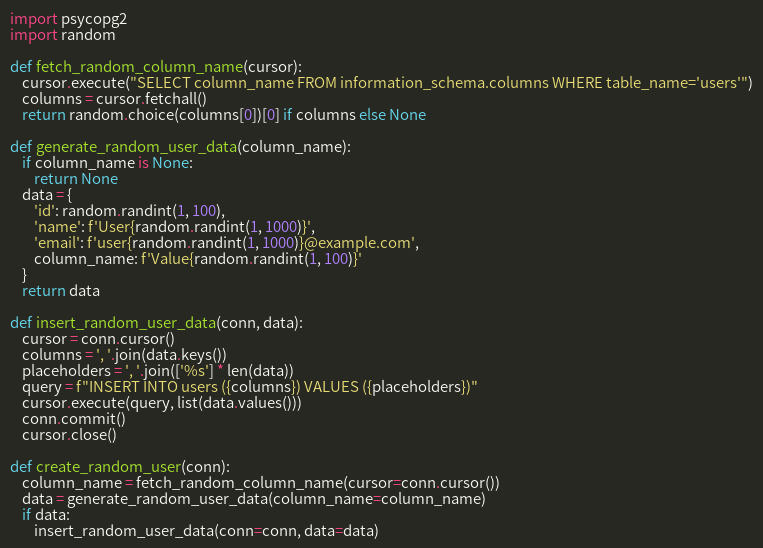 import psycopg2
import random

def fetch_random_column_name(cursor):
    cursor.execute("SELECT column_name FROM information_schema.columns WHERE table_name='users'")
    columns = cursor.fetchall()
    return random.choice(columns[0])[0] if columns else None

def generate_random_user_data(column_name):
    if column_name is None:
        return None
    data = {
        'id': random.randint(1, 100),
        'name': f'User{random.randint(1, 1000)}',
        'email': f'user{random.randint(1, 1000)}@example.com',
        column_name: f'Value{random.randint(1, 100)}'
    }
    return data

def insert_random_user_data(conn, data):
    cursor = conn.cursor()
    columns = ', '.join(data.keys())
    placeholders = ', '.join(['%s'] * len(data))
    query = f"INSERT INTO users ({columns}) VALUES ({placeholders})"
    cursor.execute(query, list(data.values()))
    conn.commit()
    cursor.close()

def create_random_user(conn):
    column_name = fetch_random_column_name(cursor=conn.cursor())
    data = generate_random_user_data(column_name=column_name)
    if data:
        insert_random_user_data(conn=conn, data=data)